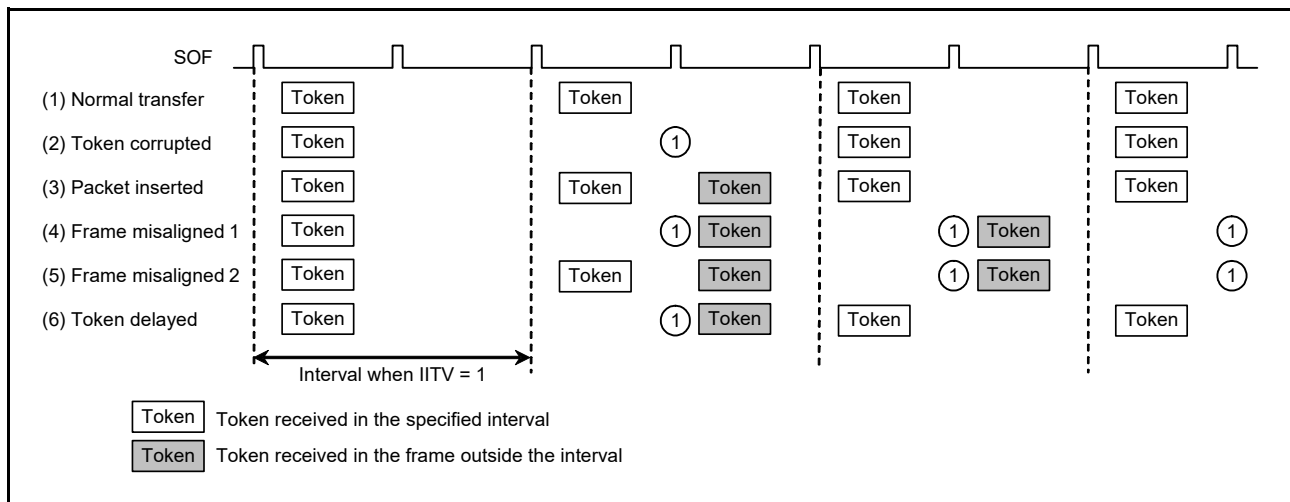 SOF
(1) Normal transfer Token Token Token Token
(2) Token corrupted Token 1 Token Token
(3) Packet inserted Token Token Token Token Token
(4) Frame misaligned 1 Token 1 Token 1 Token 1
(5) Frame misaligned 2 Token Token Token 1 Token 1
(6) Token delayed Token 1 Token Token Token
Interval when IITV = 1
Token Token received in the specified interval
Token Token received in the frame outside the interval